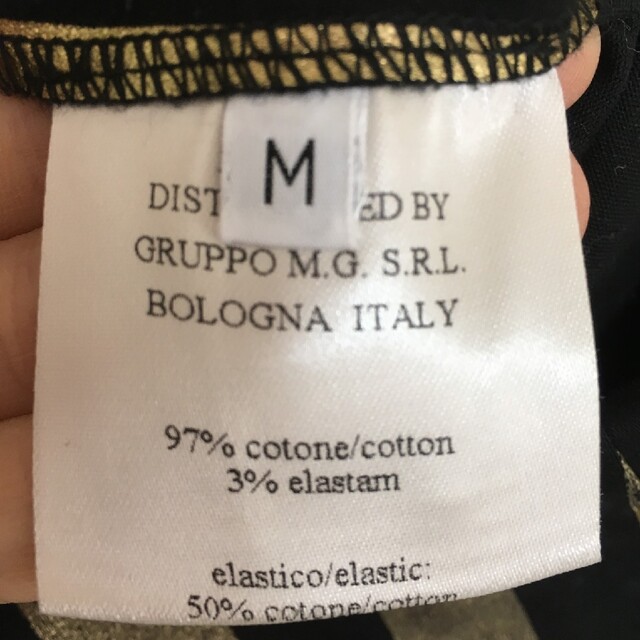 M
DIST ED BY
GRUPPO M.G. S.R.L.
BOLOGNA ITALY
97% cotone/cotton
3% elastam
elastico/elastic:
50% cotone/cotton